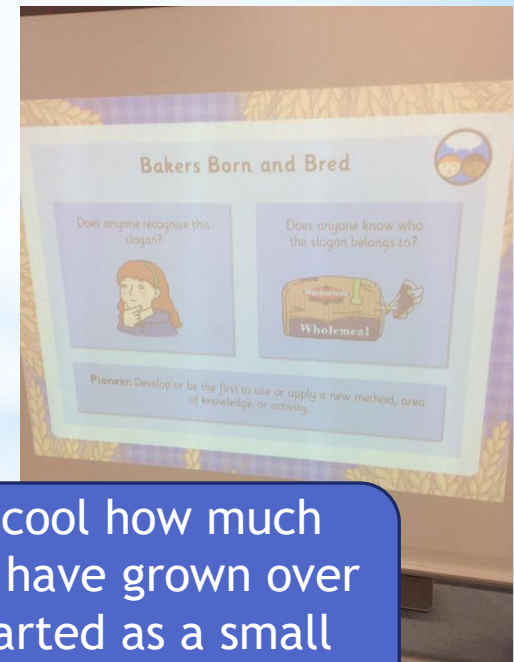 Bakers Born and Bred
Does anyone recognise this
slogan?
Does anyone know who
the slogan belongs to?
Warburtons
Wholemeal
Pioneer: Develop or be the first to use or apply a new method, area
of knowledge, or activity.
cool how much
have grown over
arted as a small